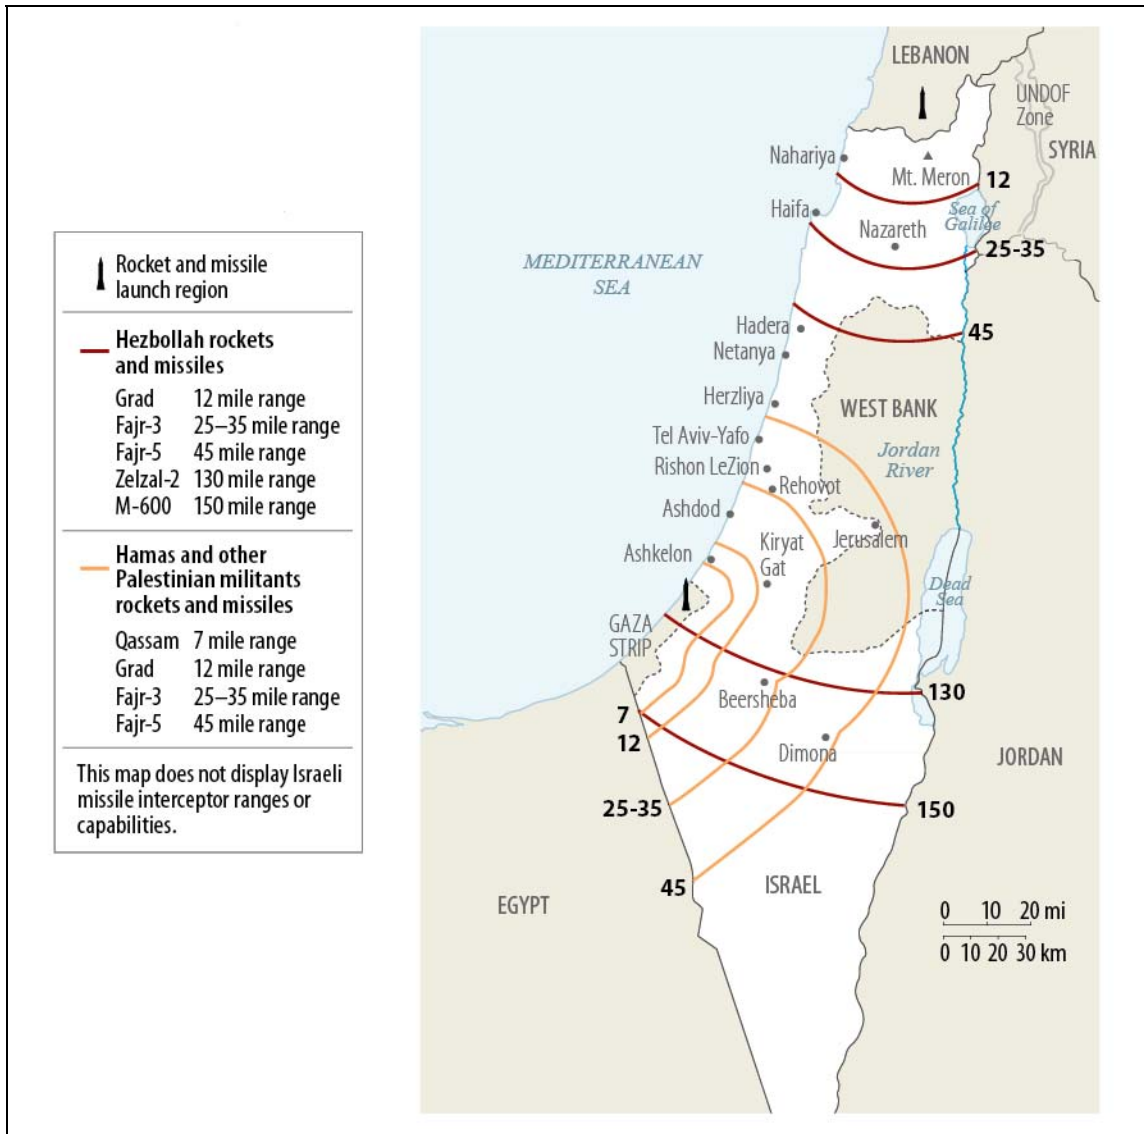 Rocket and missile
launch region
Hezbollah rockets
and missiles
Grad 12 mile range
Fajr-3 25–35 mile range
Fajr-5 45 mile range
Zelzal-2 130 mile range
M-600 150 mile range
Hamas and other
Palestinian militants
rockets and missiles
Qassam 7 mile range
Grad 12 mile range
Fajr-3 25–35 mile range
Fajr-5 45 mile range
This map does not display Israeli
missile interceptor ranges or
capabilities.
LEBANON
UNDOF
Zone
SYRIA
Nahariya
Mt. Meron
12
Haifa
Sea of
Galilee
Nazareth
25-35
MEDITERRANEAN
SEA
Hadera
45
Netanya
Herzliya
WEST BANK
Tel Aviv-Yafo
Jordan
River
Rishon LeZion
Rehovot
Ashdod
Jerusalem
Kiryat
Gat
Ashkelon
Dead
Sea
GAZA
STRIP
130
Beersheba
7
12
Dimona
JORDAN
25-35
150
45
ISRAEL
EGYPT
0 10 20 mi
0 10 20 30 km